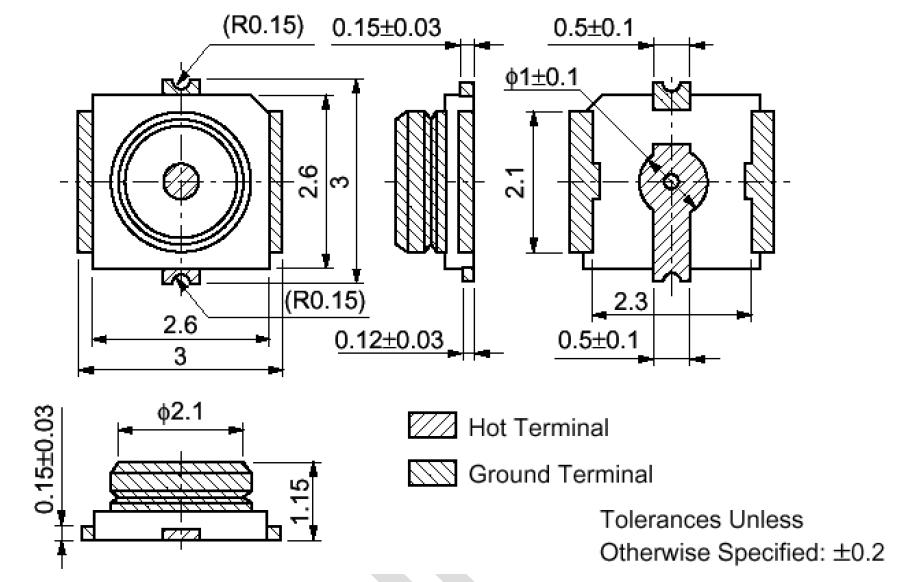 (R0.15)
0.15±0.03
0.5±0.1
ϕ1±0.1
2.6
3
2.1
(R0.15)
2.3
2.6
0.12±0.03
0.5±0.1
3
0.15±0.03
ϕ2.1
1.15
Hot Terminal
Ground Terminal
Tolerances Unless
Otherwise Specified: ±0.2